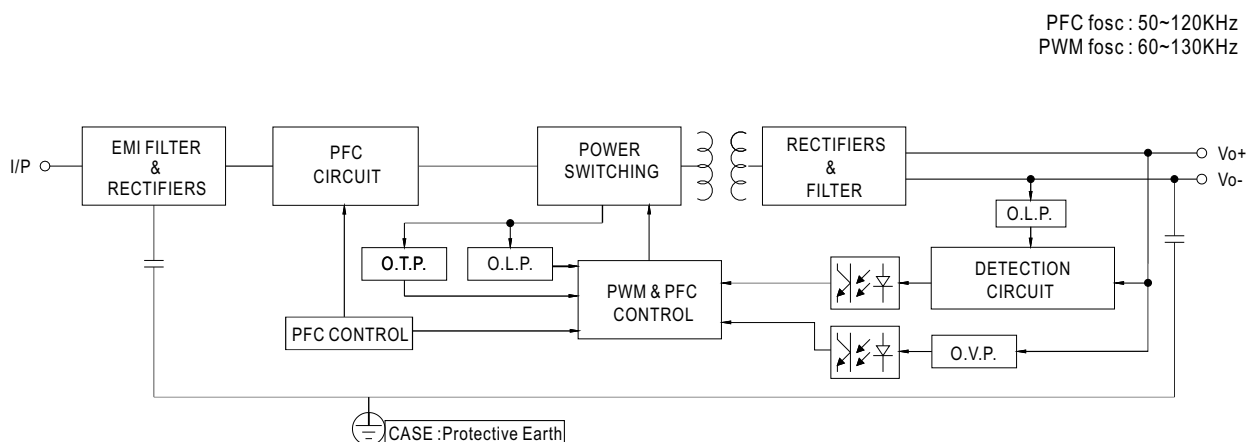 PFC fosc : 50~120KHz
PWM fosc : 60~130KHz
I/P
EMI FILTER
&
RECTIFIERS
PFC
CIRCUIT
POWER
SWITCHING
RECTIFIERS
&
FILTER
Vo+
Vo-
O.L.P.
O.T.P.
O.L.P.
PWM & PFC
CONTROL
DETECTION
CIRCUIT
PFC CONTROL
O.V.P.
CASE :Protective Earth